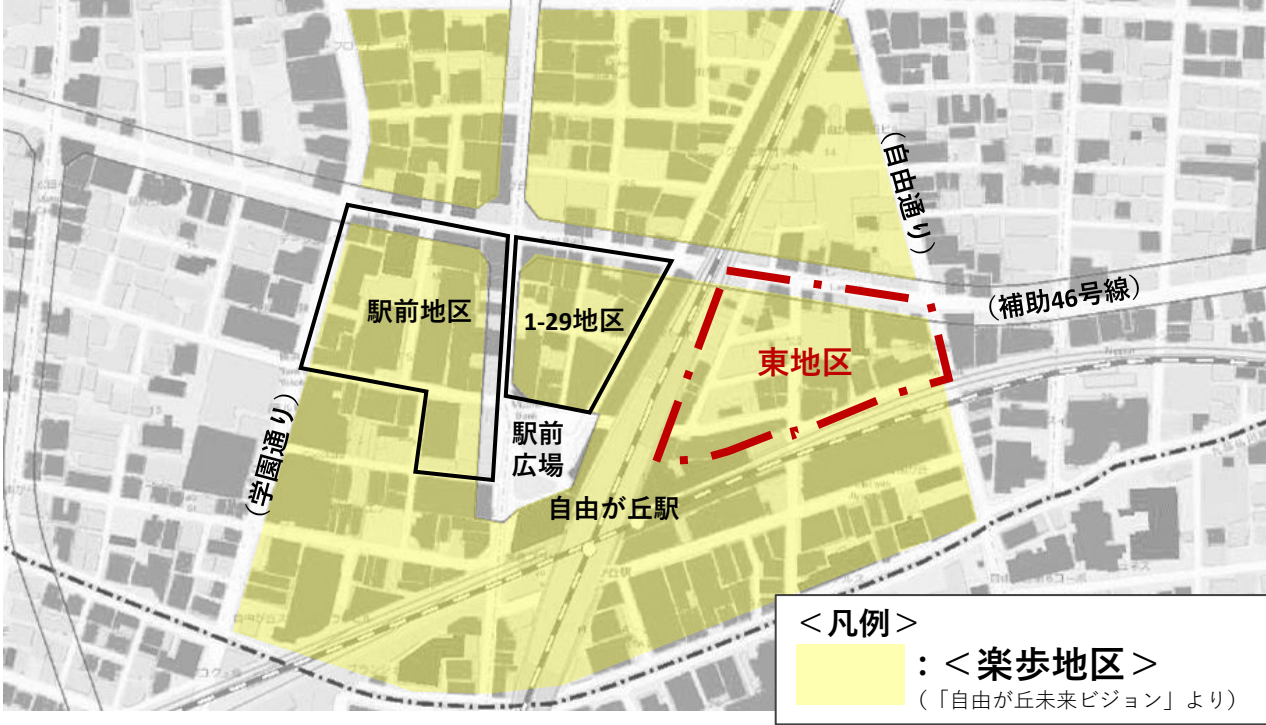 (自由通り)
(補助46号線)
駅前地区
1-29地区
東地区
(学園通り)
駅前
広場
自由が丘駅
<凡例>
:<楽歩地区>
(「自由が丘未来ビジョン」より)